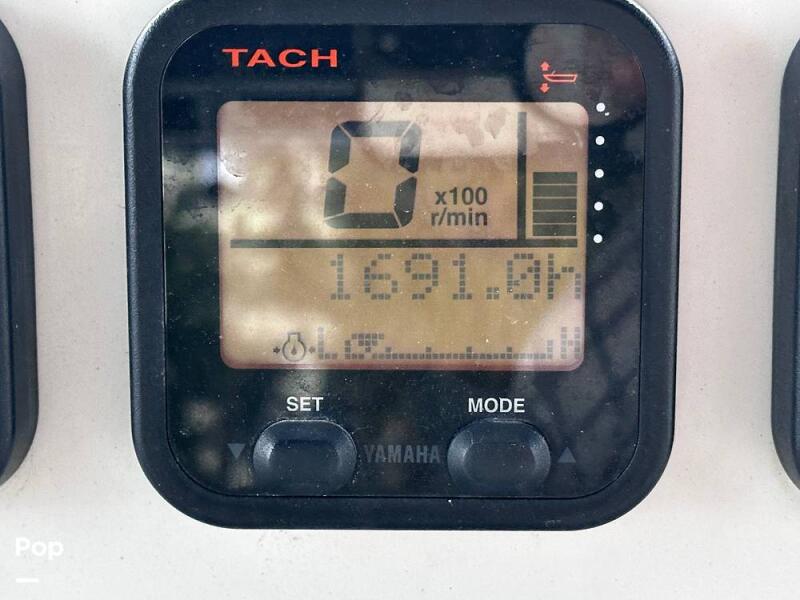 TACH
0
x100
r/min
1691.0h
L H
SET MODE
▼ YAMAHA ▲
Pop